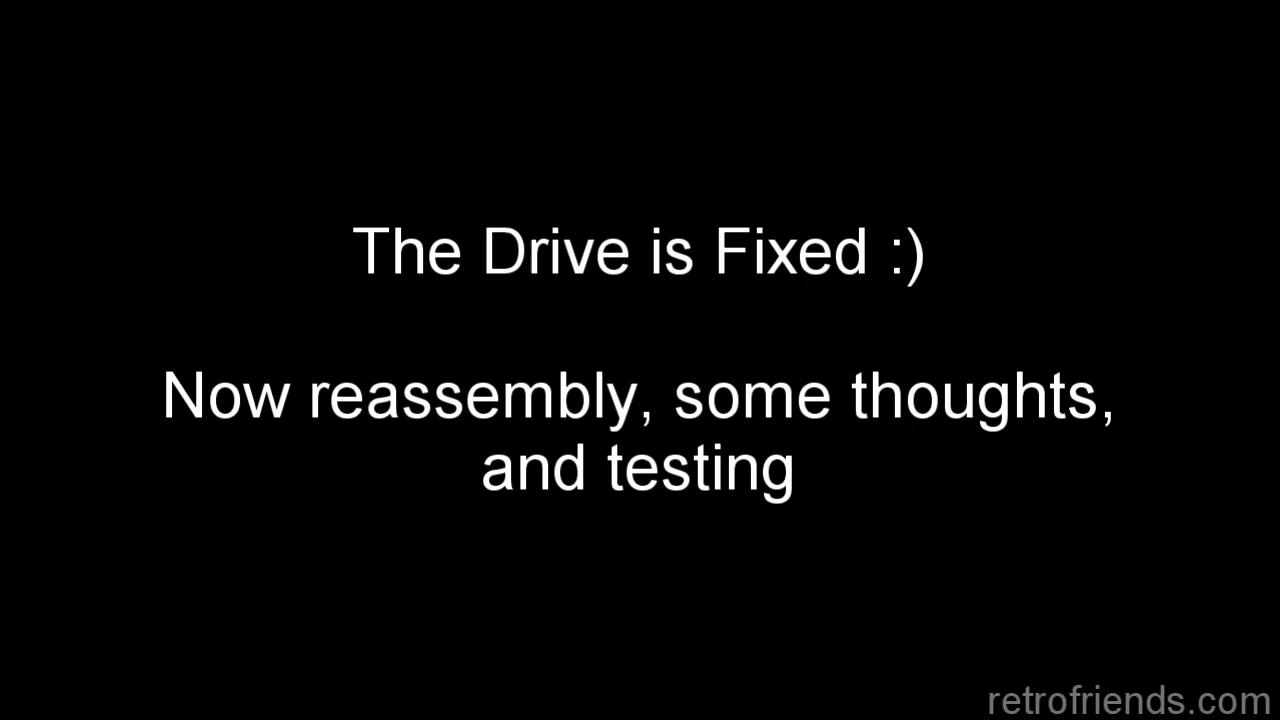 The Drive is Fixed :)
Now reassembly, some thoughts,
and testing
retrofriends.com